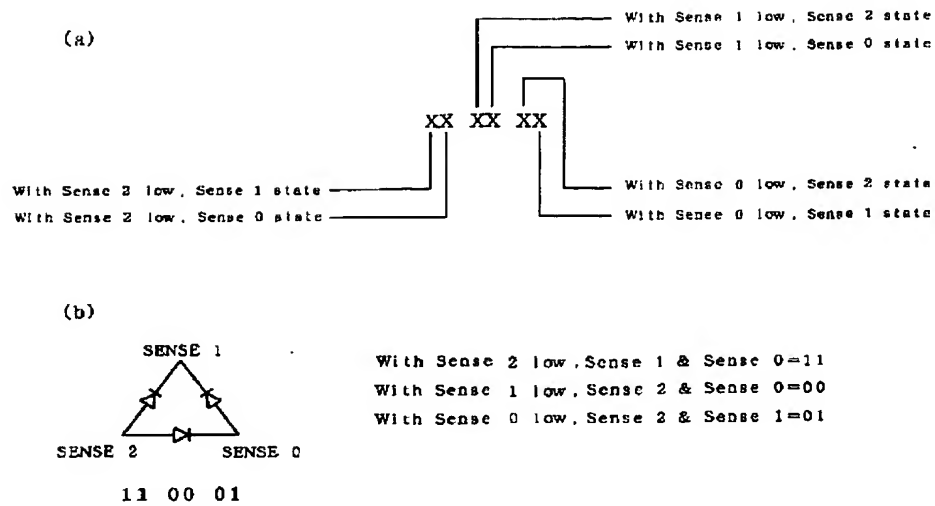 (a)
With Sense 1 low, Sense 2 state
With Sense 1 low, Sense 0 state
XX XX XX
With Sense 2 low, Sense 1 state
With Sense 2 low, Sense 0 state
With Sense 0 low, Sense 2 state
With Sense 0 low, Sense 1 state
(b)
SENSE 1
SENSE 2
SENSE 0
11 00 01
With Sense 2 low, Sense 1 & Sense 0=11
With Sense 1 low, Sense 2 & Sense 0=00
With Sense 0 low, Sense 2 & Sense 1=01